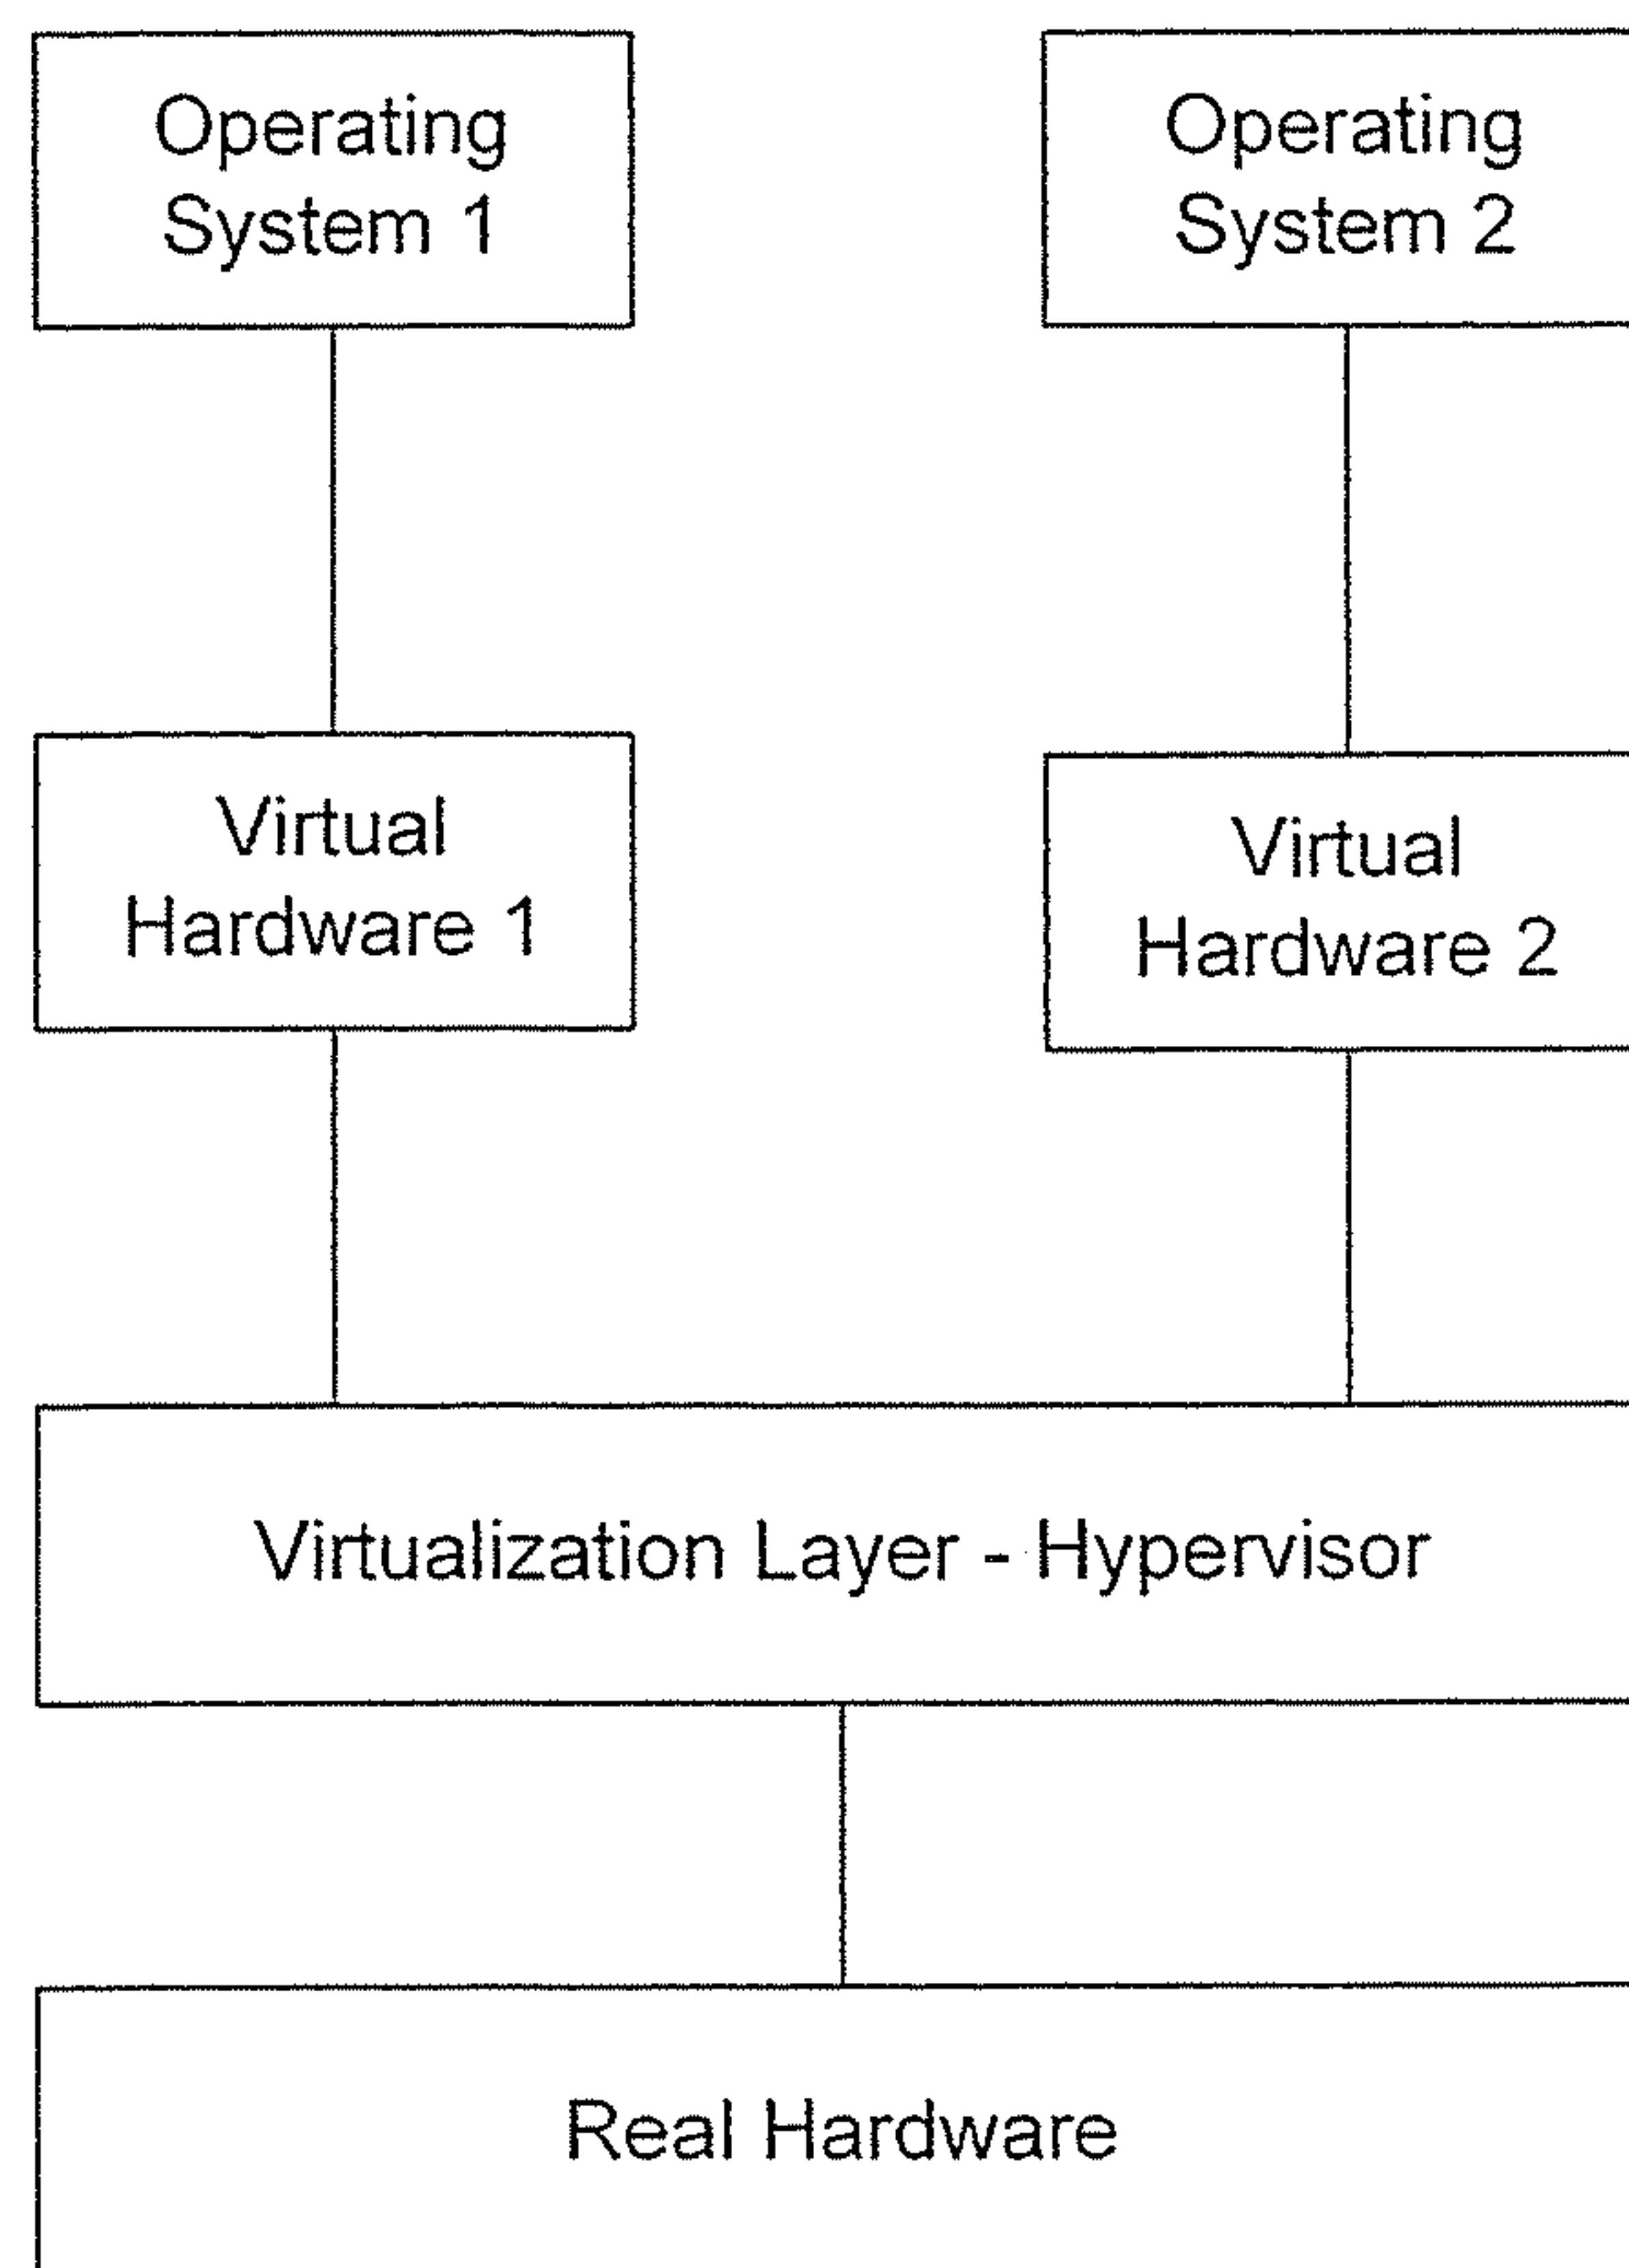 Operating
System 1
Operating
System 2
Virtual
Hardware 1
Virtual
Hardware 2
Virtualization Layer - Hypervisor
Real Hardware